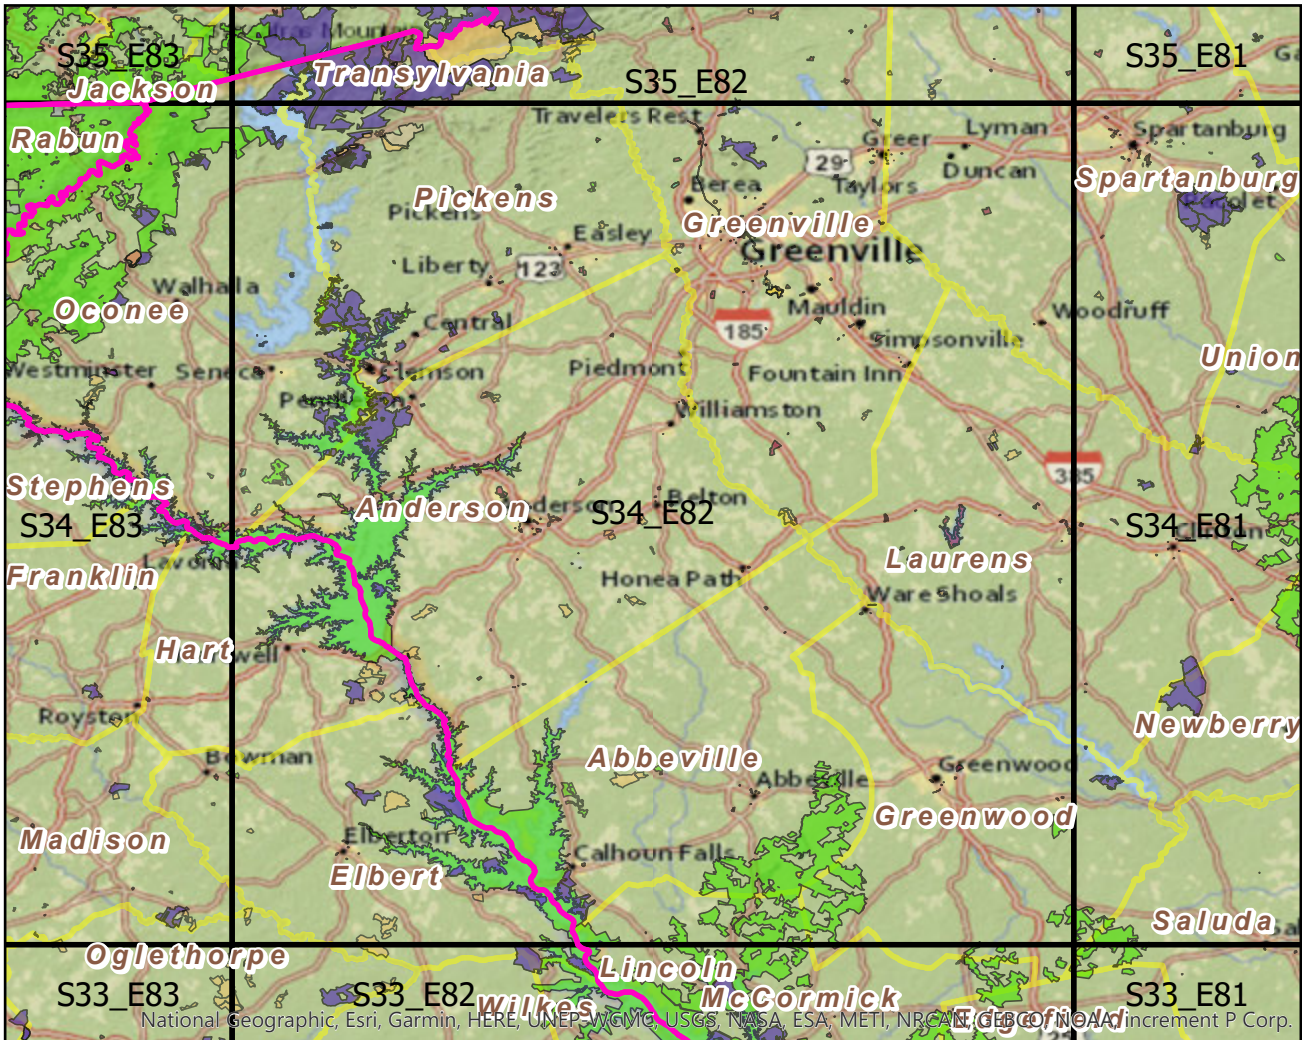 S35_E83
Transylvania
S35_E82
S35_E81
Jackson
Travelers Rest
Lyman
Spartanburg
Rabun
Greer
29
Duncan
Berea
Taylors
Spartanburg
Pickens
Pickens
Greenville
Easley
Greenville
Liberty
123
Walhalla
Oconee
Mauldin
Woodruff
Central
185
Simpsonville
Union
Westminster
Seneca
Clemson
Piedmont
Fountain Inn
Williamston
385
Stephens
Anderson
Belton
S34_E83
S34_E82
S34_E81
Laurens
Franklin
Honea Path
Ware Shoals
Hart
Royston
Newberry
Bowman
Abbeville
Abbeville
Greenwood
Greenwood
Madison
Elberton
Calhoun Falls
Elbert
Saluda
Oglethorpe
Lincoln
S33_E83
S33_E82
Wilkes
McCormick
S33_E81
Edgefield
National Geographic, Esri, Garmin, HERE, UNEP-WCMC, USGS, NASA, ESA, METI, NRCAN, GEBCO, NOAA, increment P Corp.